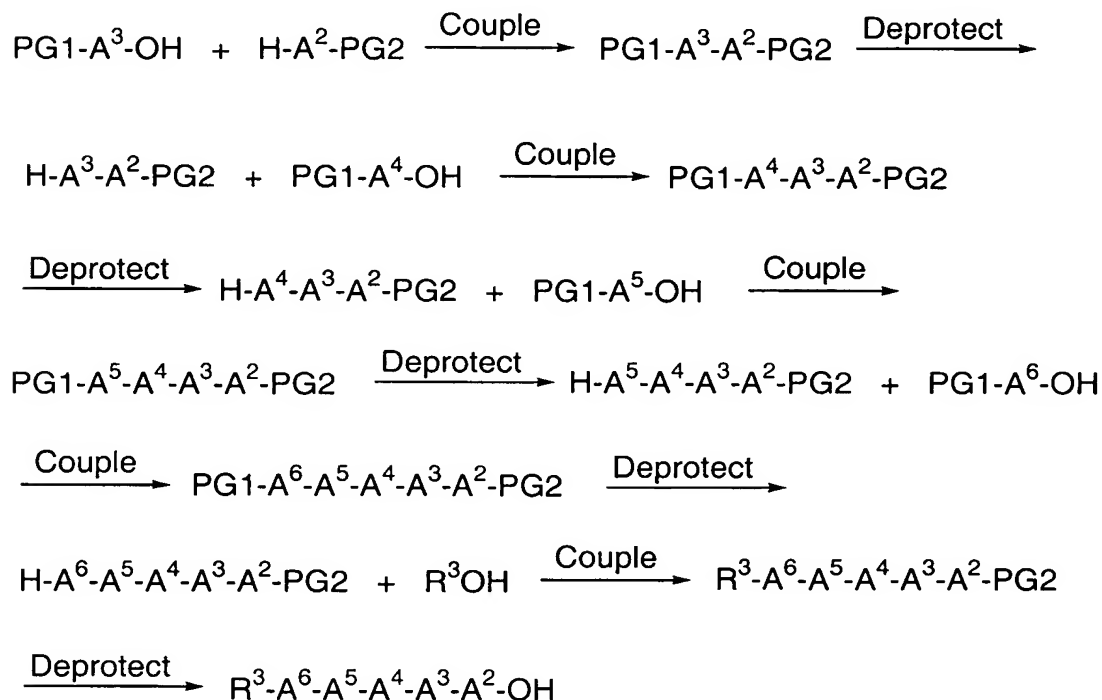 PG1-A³-OH + H-A²-PG2 Couple PG1-A³-A²-PG2 Deprotect
H-A³-A²-PG2 + PG1-A⁴-OH Couple PG1-A⁴-A³-A²-PG2
Deprotect H-A⁴-A³-A²-PG2 + PG1-A⁵-OH Couple
PG1-A⁵-A⁴-A³-A²-PG2 Deprotect H-A⁵-A⁴-A³-A²-PG2 + PG1-A⁶-OH
Couple PG1-A⁶-A⁵-A⁴-A³-A²-PG2 Deprotect
H-A⁶-A⁵-A⁴-A³-A²-PG2 + R³OH Couple R³-A⁶-A⁵-A⁴-A³-A²-PG2
Deprotect R³-A⁶-A⁵-A⁴-A³-A²-OH